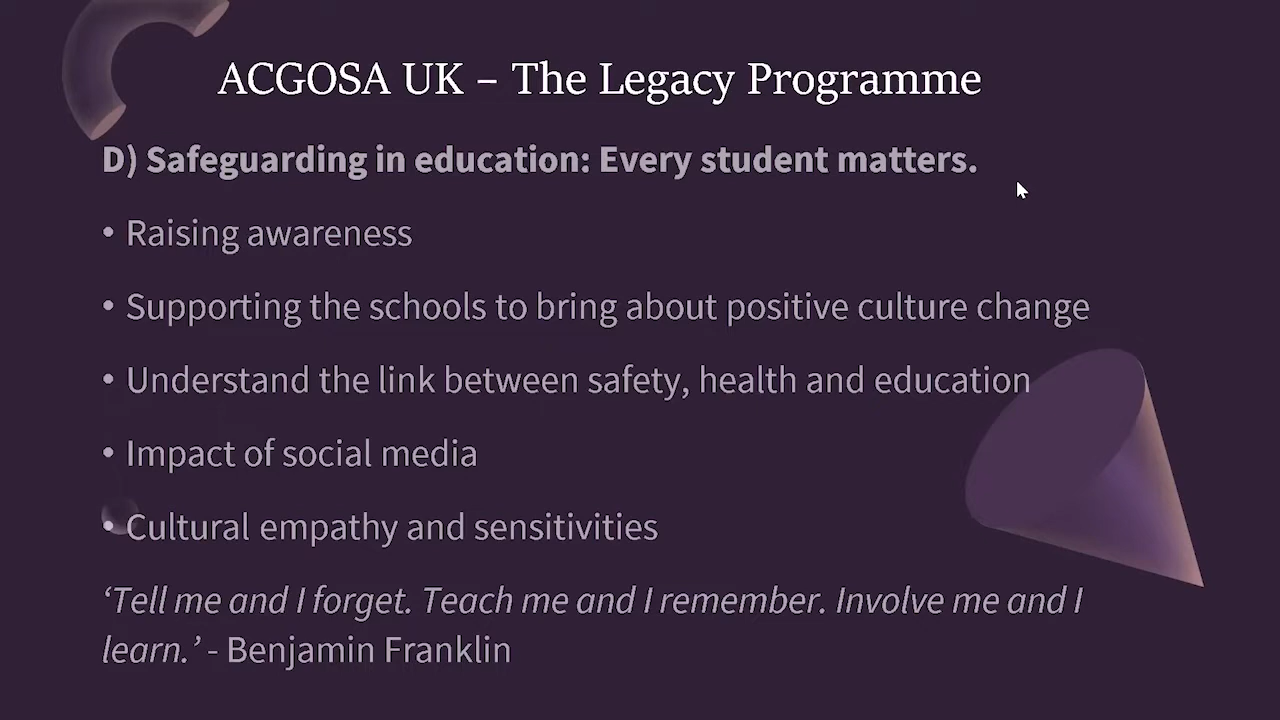 ACGOSA UK – The Legacy Programme
D) Safeguarding in education: Every student matters.
• Raising awareness
• Supporting the schools to bring about positive culture change
• Understand the link between safety, health and education
• Impact of social media
• Cultural empathy and sensitivities
‘Tell me and I forget. Teach me and I remember. Involve me and I
learn.’ - Benjamin Franklin